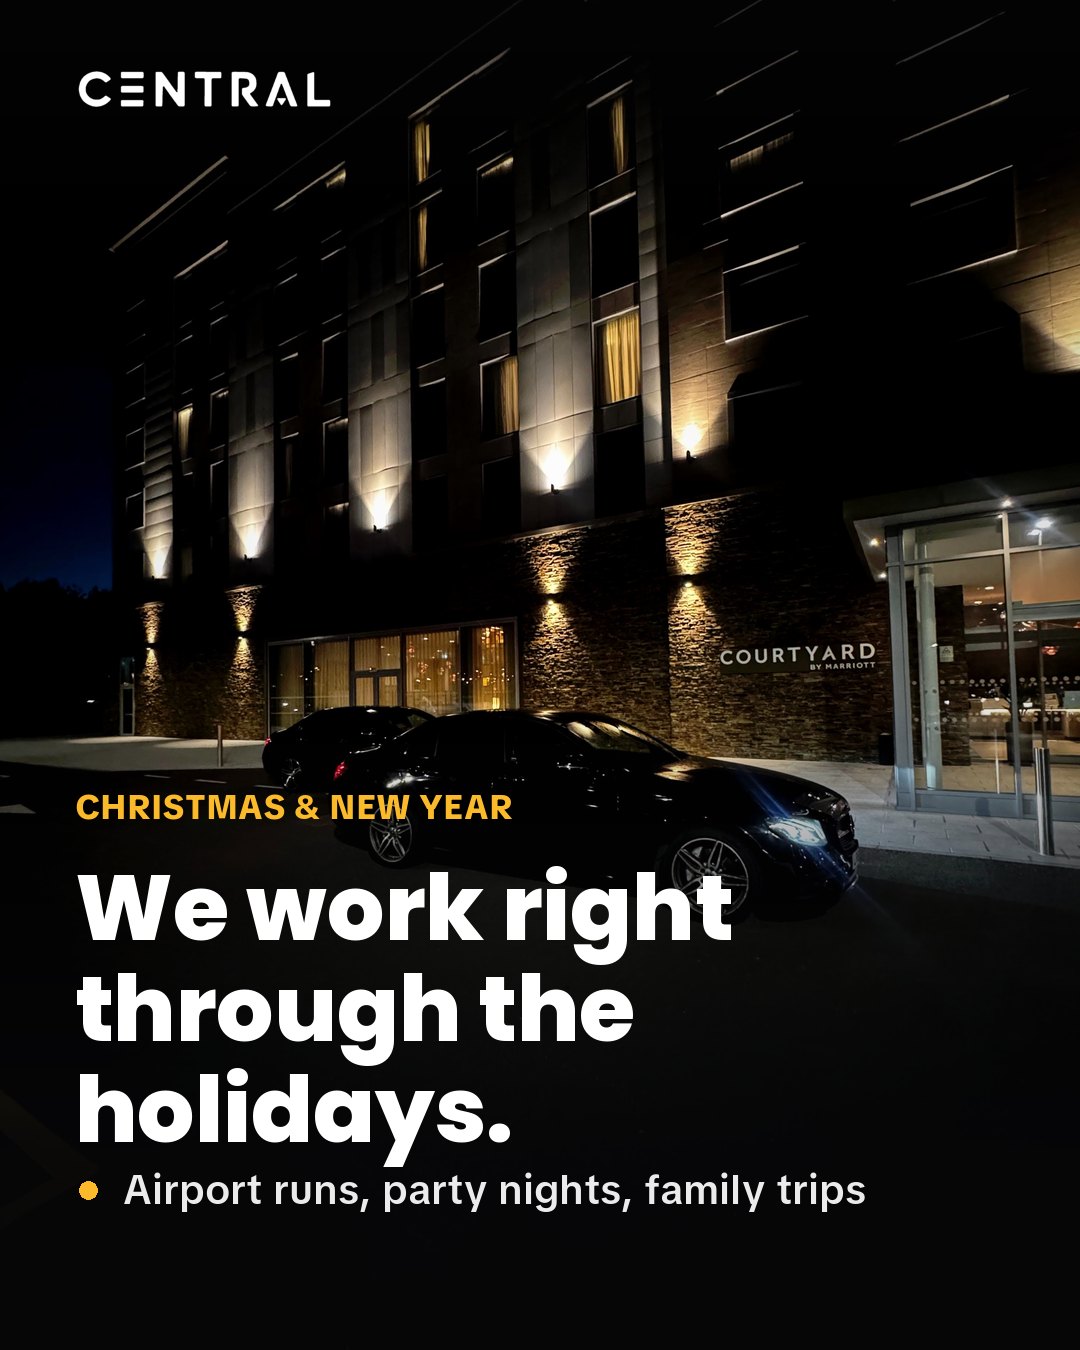 CENTRAL
COURTYARD
BY MARRIOTT
CHRISTMAS & NEW YEAR
We work right
through the
holidays.
Airport runs, party nights, family trips